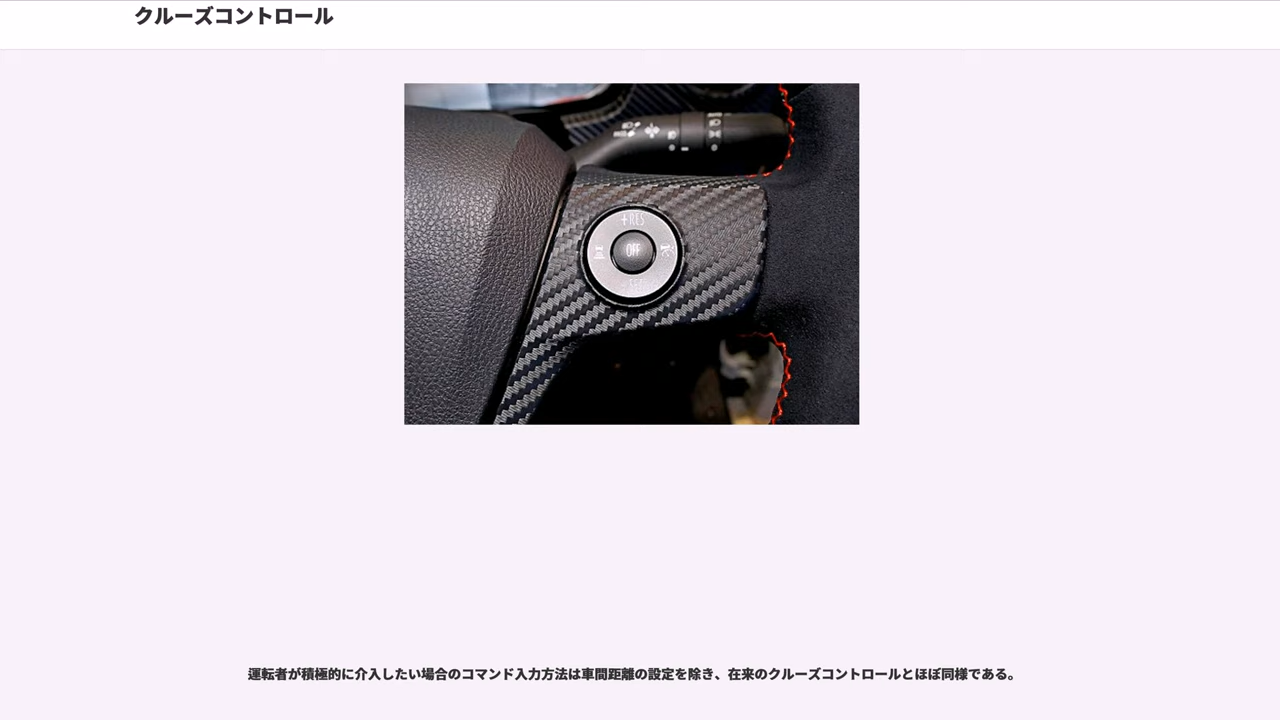 クルーズコントロール
+RES
OFF
運転者が積極的に介入したい場合のコマンド入力方法は車間距離の設定を除き、在来のクルーズコントロールとほぼ同様である。